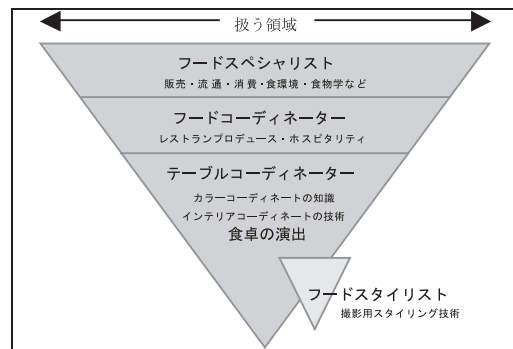 扱う領域
フードスペシャリスト
販売・流通・消費・食環境・食物学など
フードコーディネーター
レストランプロデュース・ホスピタリティ
テーブルコーディネーター
カラーコーディネートの知識
インテリアコーディネートの技術
食卓の演出
フードスタイリスト
撮影用スタイリング技術